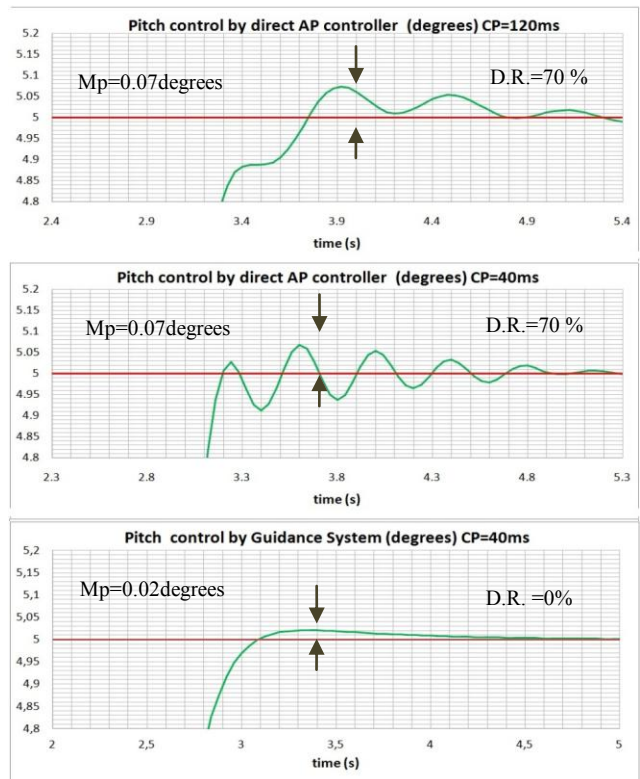 Pitch control by direct AP controller (degrees) CP=120ms
5.2
5.15
5.1
5.05
5
4.95
4.9
4.85
4.8
Mp=0.07degrees
D.R.=70 %
2.4 2.9 3.4 3.9 4.4 4.9 5.4
time (s)
Pitch control by direct AP controller (degrees) CP=40ms
5.2
5.15
5.1
5.05
5
4.95
4.9
4.85
4.8
Mp=0.07degrees
D.R.=70 %
2.3 2.8 3.3 3.8 4.3 4.8 5.3
time (s)
Pitch control by Guidance System (degrees) CP=40ms
5,2
5,15
5,1
5,05
5
4,95
4,9
4,85
4,8
Mp=0.02degrees
D.R. =0%
2 2,5 3 3,5 4 4,5 5
time (s)